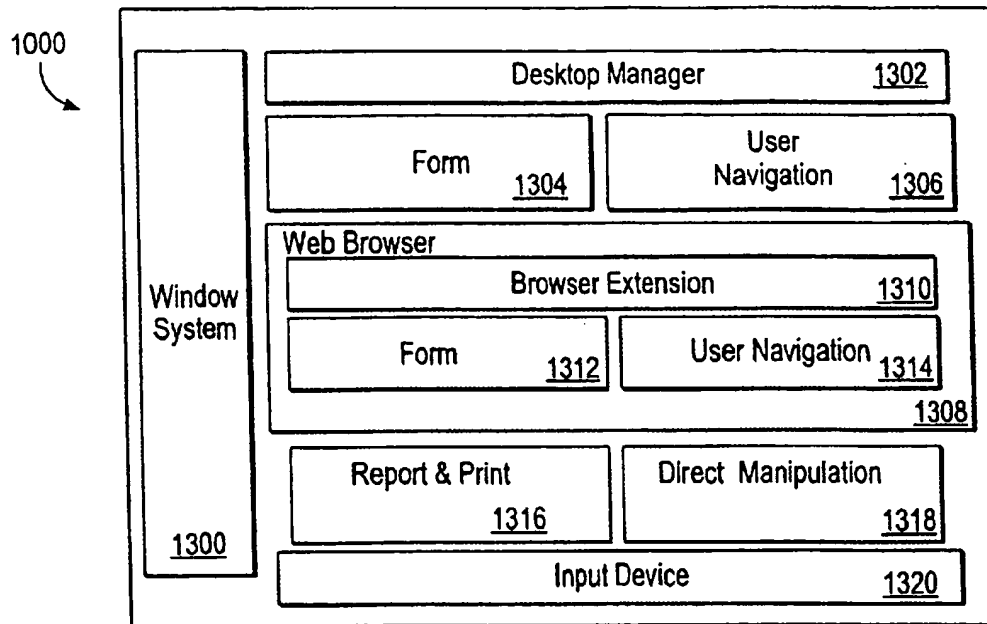 1000
Desktop Manager 1302
Form 1304
User
Navigation 1306
Web Browser
Browser Extension 1310
Window
System
Form 1312
User Navigation 1314
1308
Report & Print
1316
Direct Manipulation
1318
1300
Input Device 1320